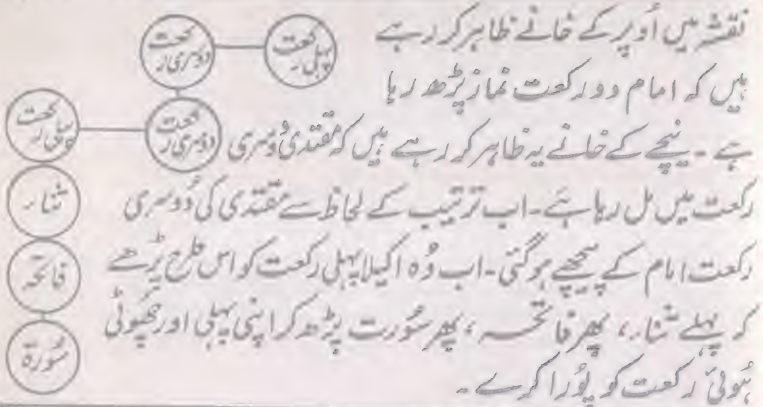 نقشہ میں اُوپر کے خانے ظاہر کر رہے
ہیں کہ امام دو رکعت نماز پڑھ رہا
ہے ۔ نیچے کے خانے یہ ظاہر کر رہے ہیں کہ مقتدی دُوسری
رکعت میں مل رہا ہے۔ اب ترتیب کے لحاظ سے مقتدی کی دُوسری
رکعت امام کے پیچھے ہوگئی۔ اب وُہ اکیلا پہلی رکعت کو اس طرح پڑھے
کہ پہلے ثناء ، پھر فاتحہ ، پھر سُورت پڑھ کر اپنی پہلی اور چھوٹی
ہُوئی رکعت کو پُورا کرے ۔
پہلی رکعت
دوسری رکعت
دوسری رکعت
پہلی رکعت
ثناء
فاتحہ
سُورۃ